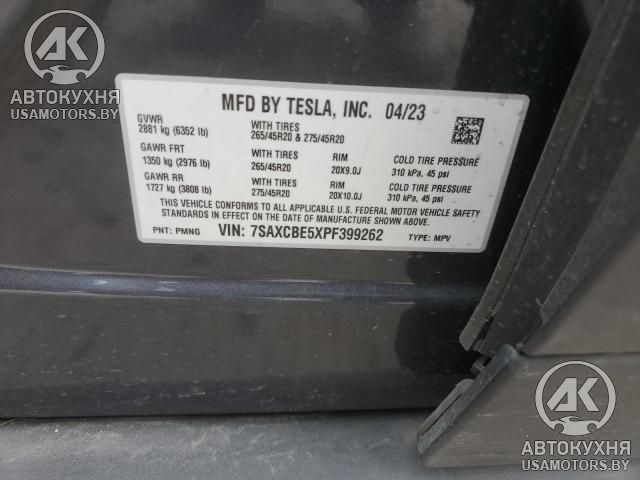 AK
АВТОКУХНЯ
USAMOTORS.BY
MFD BY TESLA, INC. 04/23
GVWR
2881 kg (6352 lb)
WITH TIRES
265/45R20 & 275/45R20
GAWR FRT
1350 kg (2976 lb)
WITH TIRES
265/45R20
RIM
20X9.0J
COLD TIRE PRESSURE
310 kPa, 45 psi
GAWR RR
1727 kg (3808 lb)
WITH TIRES
275/45R20
RIM
20X10.0J
COLD TIRE PRESSURE
310 kPa, 45 psi
THIS VEHICLE CONFORMS TO ALL APPLICABLE U.S. FEDERAL MOTOR VEHICLE SAFETY
STANDARDS IN EFFECT ON THE DATE OF MANUFACTURE SHOWN ABOVE.
PNT: PMNG VIN: 7SAXCBE5XPF399262 TYPE: MPV
AK
АВТОКУХНЯ
USAMOTORS.BY